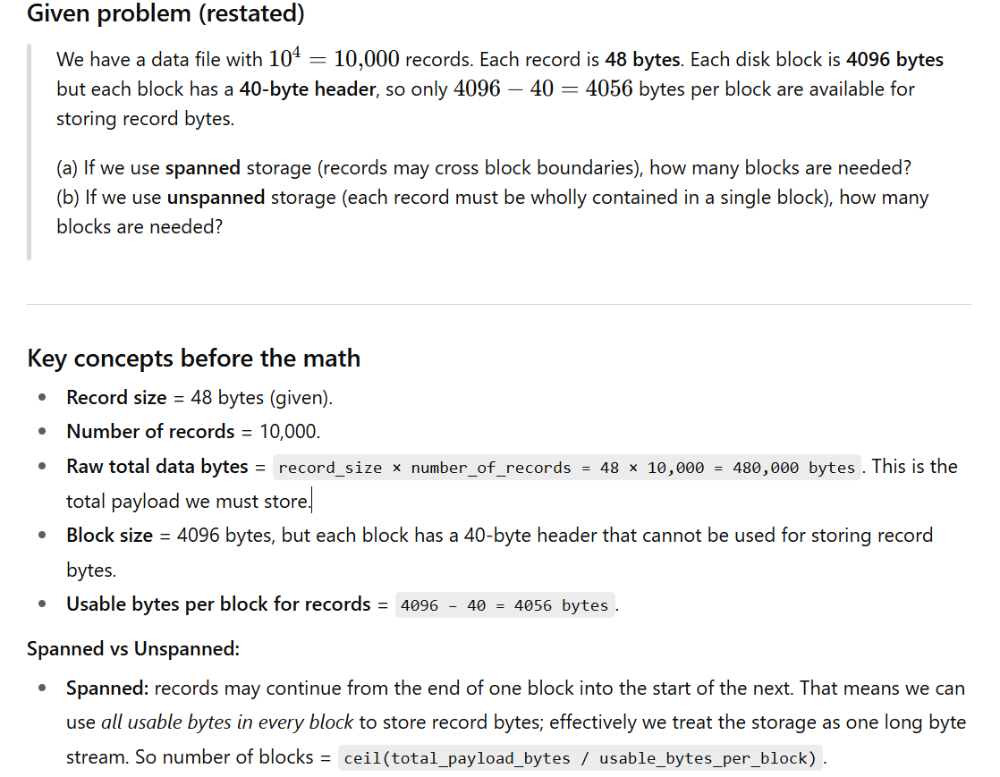 Given problem (restated)
We have a data file with 10⁴ = 10,000 records. Each record is 48 bytes. Each disk block is 4096 bytes
but each block has a 40-byte header, so only 4096 − 40 = 4056 bytes per block are available for
storing record bytes.
(a) If we use spanned storage (records may cross block boundaries), how many blocks are needed?
(b) If we use unspanned storage (each record must be wholly contained in a single block), how many
blocks are needed?
Key concepts before the math
• Record size = 48 bytes (given).
• Number of records = 10,000.
• Raw total data bytes = record_size × number_of_records = 48 × 10,000 = 480,000 bytes. This is the
total payload we must store.
• Block size = 4096 bytes, but each block has a 40-byte header that cannot be used for storing record
bytes.
• Usable bytes per block for records = 4096 − 40 = 4056 bytes.
Spanned vs Unspanned:
• Spanned: records may continue from the end of one block into the start of the next. That means we can
use all usable bytes in every block to store record bytes; effectively we treat the storage as one long byte
stream. So number of blocks = ceil(total_payload_bytes / usable_bytes_per_block).